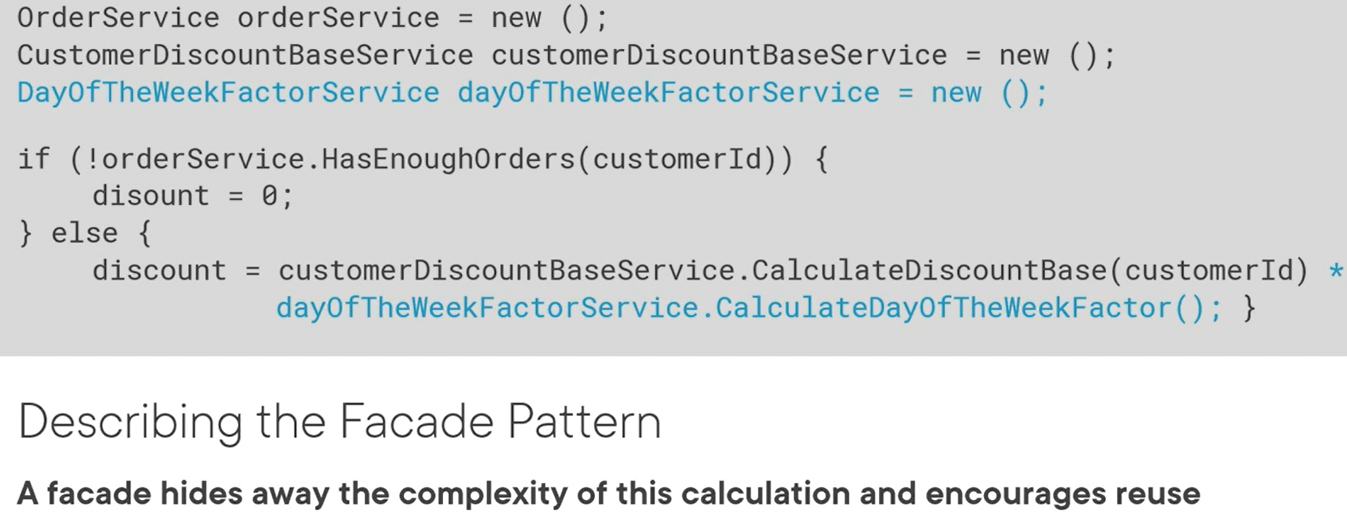 OrderService orderService = new ();
CustomerDiscountBaseService customerDiscountBaseService = new ();
DayOfTheWeekFactorService dayOfTheWeekFactorService = new ();
if (!orderService.HasEnoughOrders(customerId)) {
disount = 0;
} else {
discount = customerDiscountBaseService.CalculateDiscountBase(customerId) *
dayOfTheWeekFactorService.CalculateDayOfTheWeekFactor(); }
Describing the Facade Pattern
A facade hides away the complexity of this calculation and encourages reuse